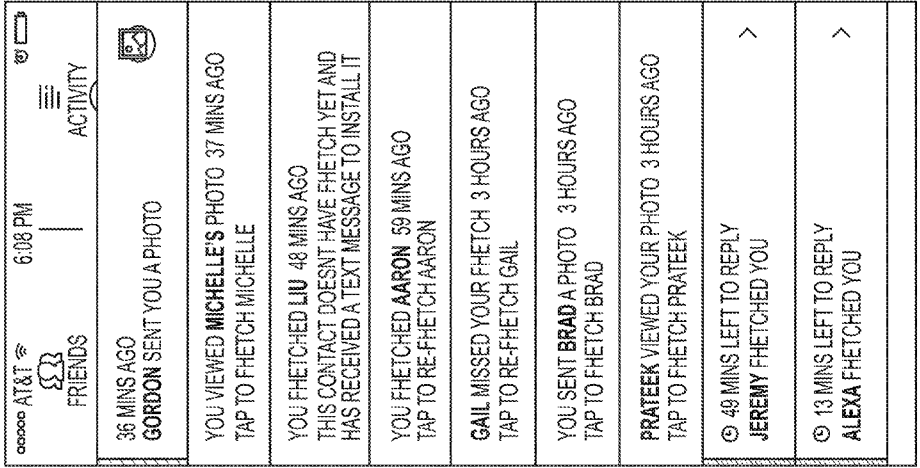 AT&T 6:08 PM
FRIENDS ACTIVITY
36 MINS AGO
GORDON SENT YOU A PHOTO
YOU VIEWED MICHELLE'S PHOTO 37 MINS AGO
TAP TO FHETCH MICHELLE
YOU FHETCHED LIU 48 MINS AGO
THIS CONTACT DOESNT HAVE FHETCH YET AND
HAS RECEIVED A TEXT MESSAGE TO INSTALL IT
YOU FHETCHED AARON 59 MINS AGO
TAP TO RE-FHETCH AARON
GAIL MISSED YOUR FHETCH 3 HOURS AGO
TAP TO RE-FHETCH GAIL
YOU SENT BRAD A PHOTO 3 HOURS AGO
TAP TO FHETCH BRAD
PRATEEK VIEWED YOUR PHOTO 3 HOURS AGO
TAP TO FHETCH PRATEEK
49 MINS LEFT TO REPLY
JEREMY FHETCHED YOU
13 MINS LEFT TO REPLY
ALEXA FHETCHED YOU